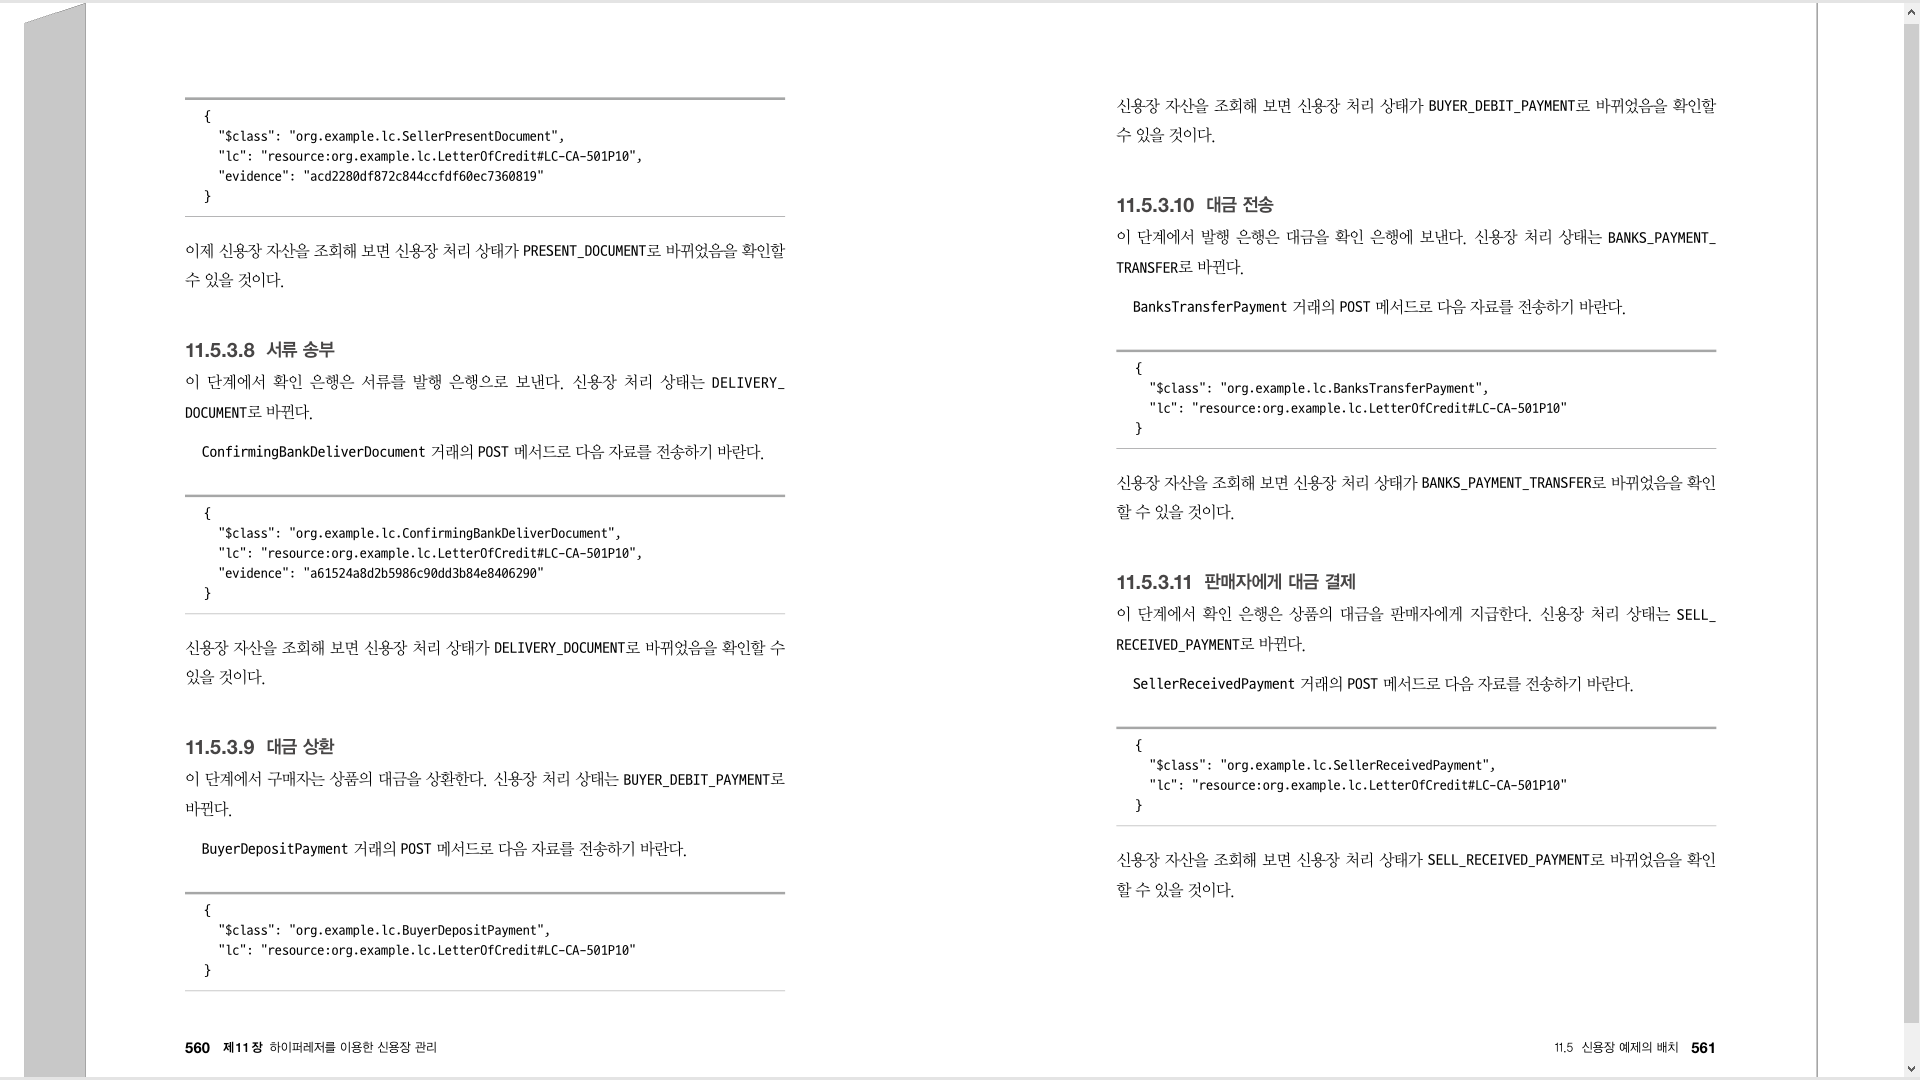 {
"$class": "org.example.lc.SellerPresentDocument",
"lc": "resource:org.example.lc.LetterOfCredit#LC-CA-501P10",
"evidence": "acd2280df872c844ccfdf60ec7360819"
}
이제 신용장 자산을 조회해 보면 신용장 처리 상태가 PRESENT_DOCUMENT로 바뀌었음을 확인할
수 있을 것이다.
11.5.3.8 서류 송부
이 단계에서 확인 은행은 서류를 발행 은행으로 보낸다. 신용장 처리 상태는 DELIVERY_
DOCUMENT로 바뀐다.
ConfirmingBankDeliverDocument 거래의 POST 메서드로 다음 자료를 전송하기 바란다.
{
"$class": "org.example.lc.ConfirmingBankDeliverDocument",
"lc": "resource:org.example.lc.LetterOfCredit#LC-CA-501P10",
"evidence": "a61524a8d2b5986c90dd3b84e8406290"
}
신용장 자산을 조회해 보면 신용장 처리 상태가 DELIVERY_DOCUMENT로 바뀌었음을 확인할 수
있을 것이다.
11.5.3.9 대금 상환
이 단계에서 구매자는 상품의 대금을 상환한다. 신용장 처리 상태는 BUYER_DEBIT_PAYMENT로
바뀐다.
BuyerDepositPayment 거래의 POST 메서드로 다음 자료를 전송하기 바란다.
{
"$class": "org.example.lc.BuyerDepositPayment",
"lc": "resource:org.example.lc.LetterOfCredit#LC-CA-501P10"
}
560 제11장 하이퍼레저를 이용한 신용장 관리
신용장 자산을 조회해 보면 신용장 처리 상태가 BUYER_DEBIT_PAYMENT로 바뀌었음을 확인할
수 있을 것이다.
11.5.3.10 대금 전송
이 단계에서 발행 은행은 대금을 확인 은행에 보낸다. 신용장 처리 상태는 BANKS_PAYMENT_
TRANSFER로 바뀐다.
BanksTransferPayment 거래의 POST 메서드로 다음 자료를 전송하기 바란다.
{
"$class": "org.example.lc.BanksTransferPayment",
"lc": "resource:org.example.lc.LetterOfCredit#LC-CA-501P10"
}
신용장 자산을 조회해 보면 신용장 처리 상태가 BANKS_PAYMENT_TRANSFER로 바뀌었음을 확인
할 수 있을 것이다.
11.5.3.11 판매자에게 대금 결제
이 단계에서 확인 은행은 상품의 대금을 판매자에게 지급한다. 신용장 처리 상태는 SELL_
RECEIVED_PAYMENT로 바뀐다.
SellerReceivedPayment 거래의 POST 메서드로 다음 자료를 전송하기 바란다.
{
"$class": "org.example.lc.SellerReceivedPayment",
"lc": "resource:org.example.lc.LetterOfCredit#LC-CA-501P10"
}
신용장 자산을 조회해 보면 신용장 처리 상태가 SELL_RECEIVED_PAYMENT로 바뀌었음을 확인
할 수 있을 것이다.
11.5 신용장 예제의 배치 561